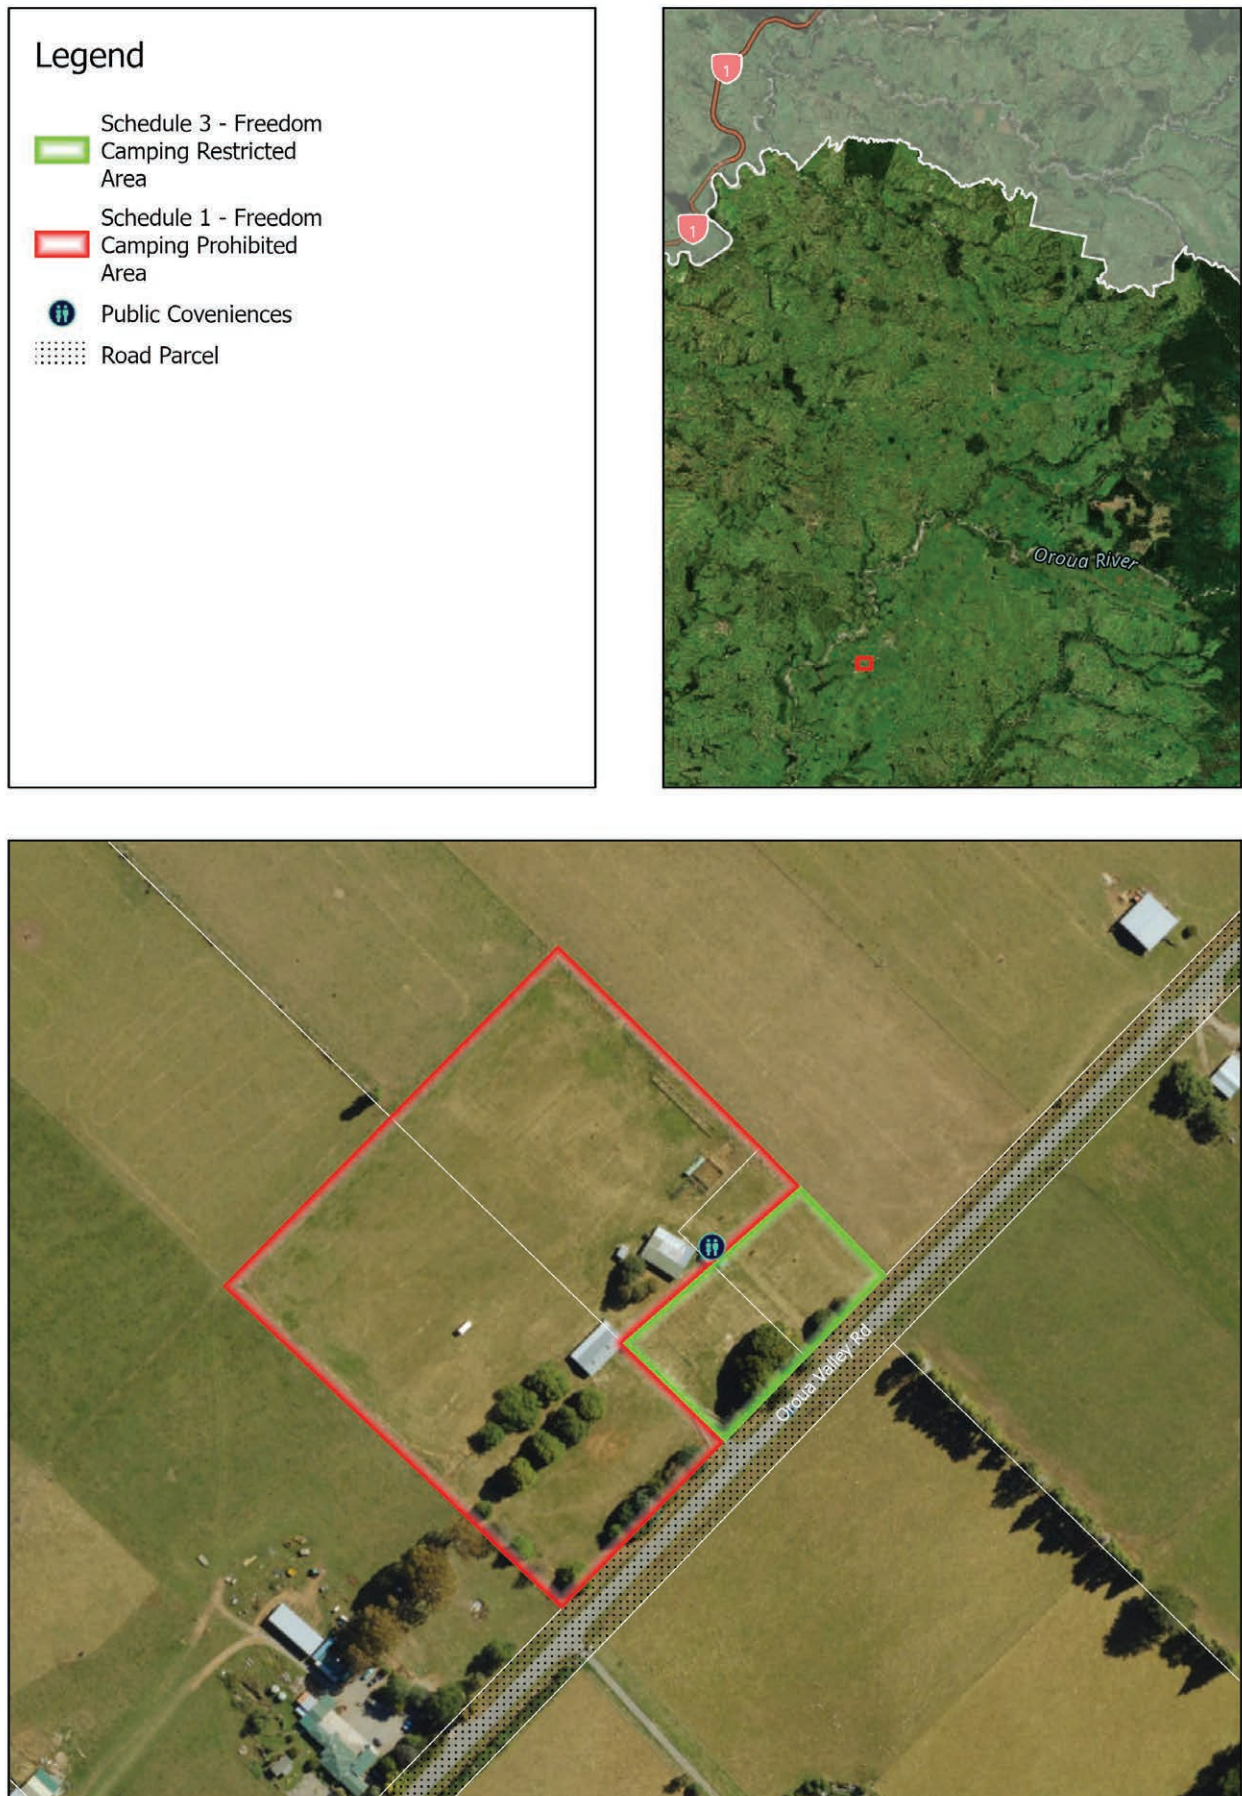 Legend
Schedule 3 - Freedom
Camping Restricted
Area
Schedule 1 - Freedom
Camping Prohibited
Area
Public Coveniences
Road Parcel
1
1
Oroua River
Oroua Valley Rd